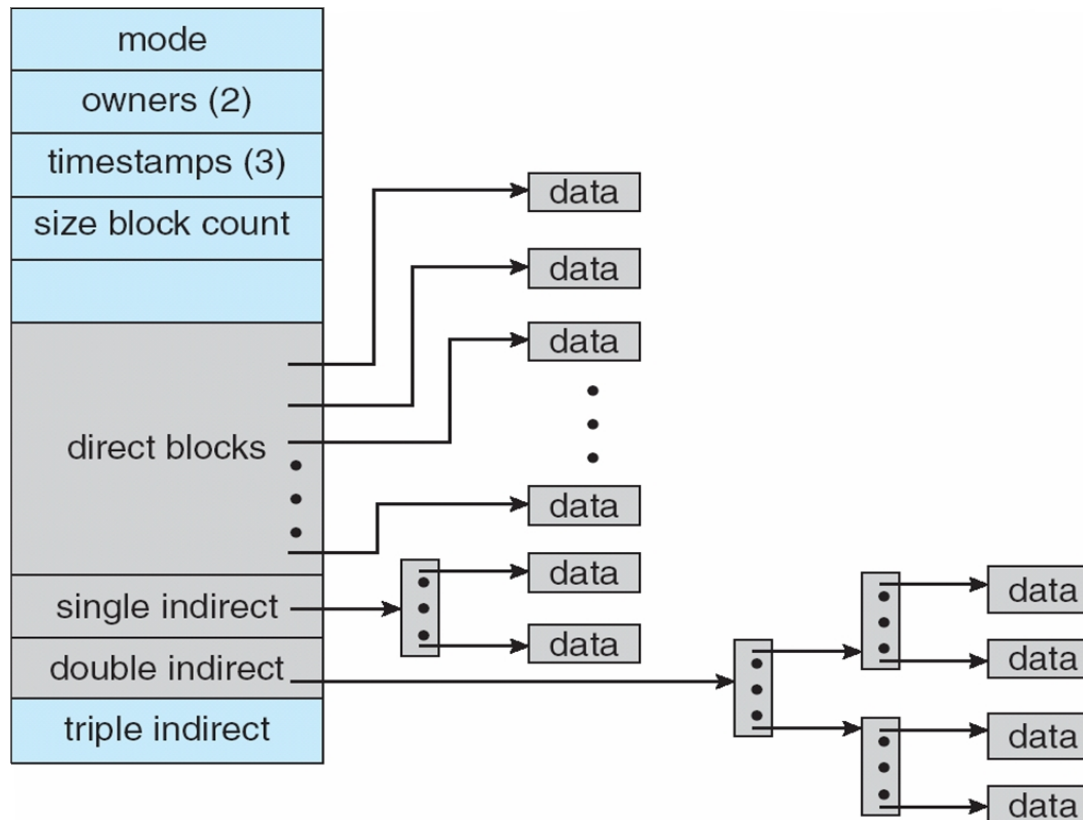 mode
owners (2)
timestamps (3)
size block count
direct blocks
single indirect
double indirect
triple indirect
data
data
data
data
data
data
data
data
data
data